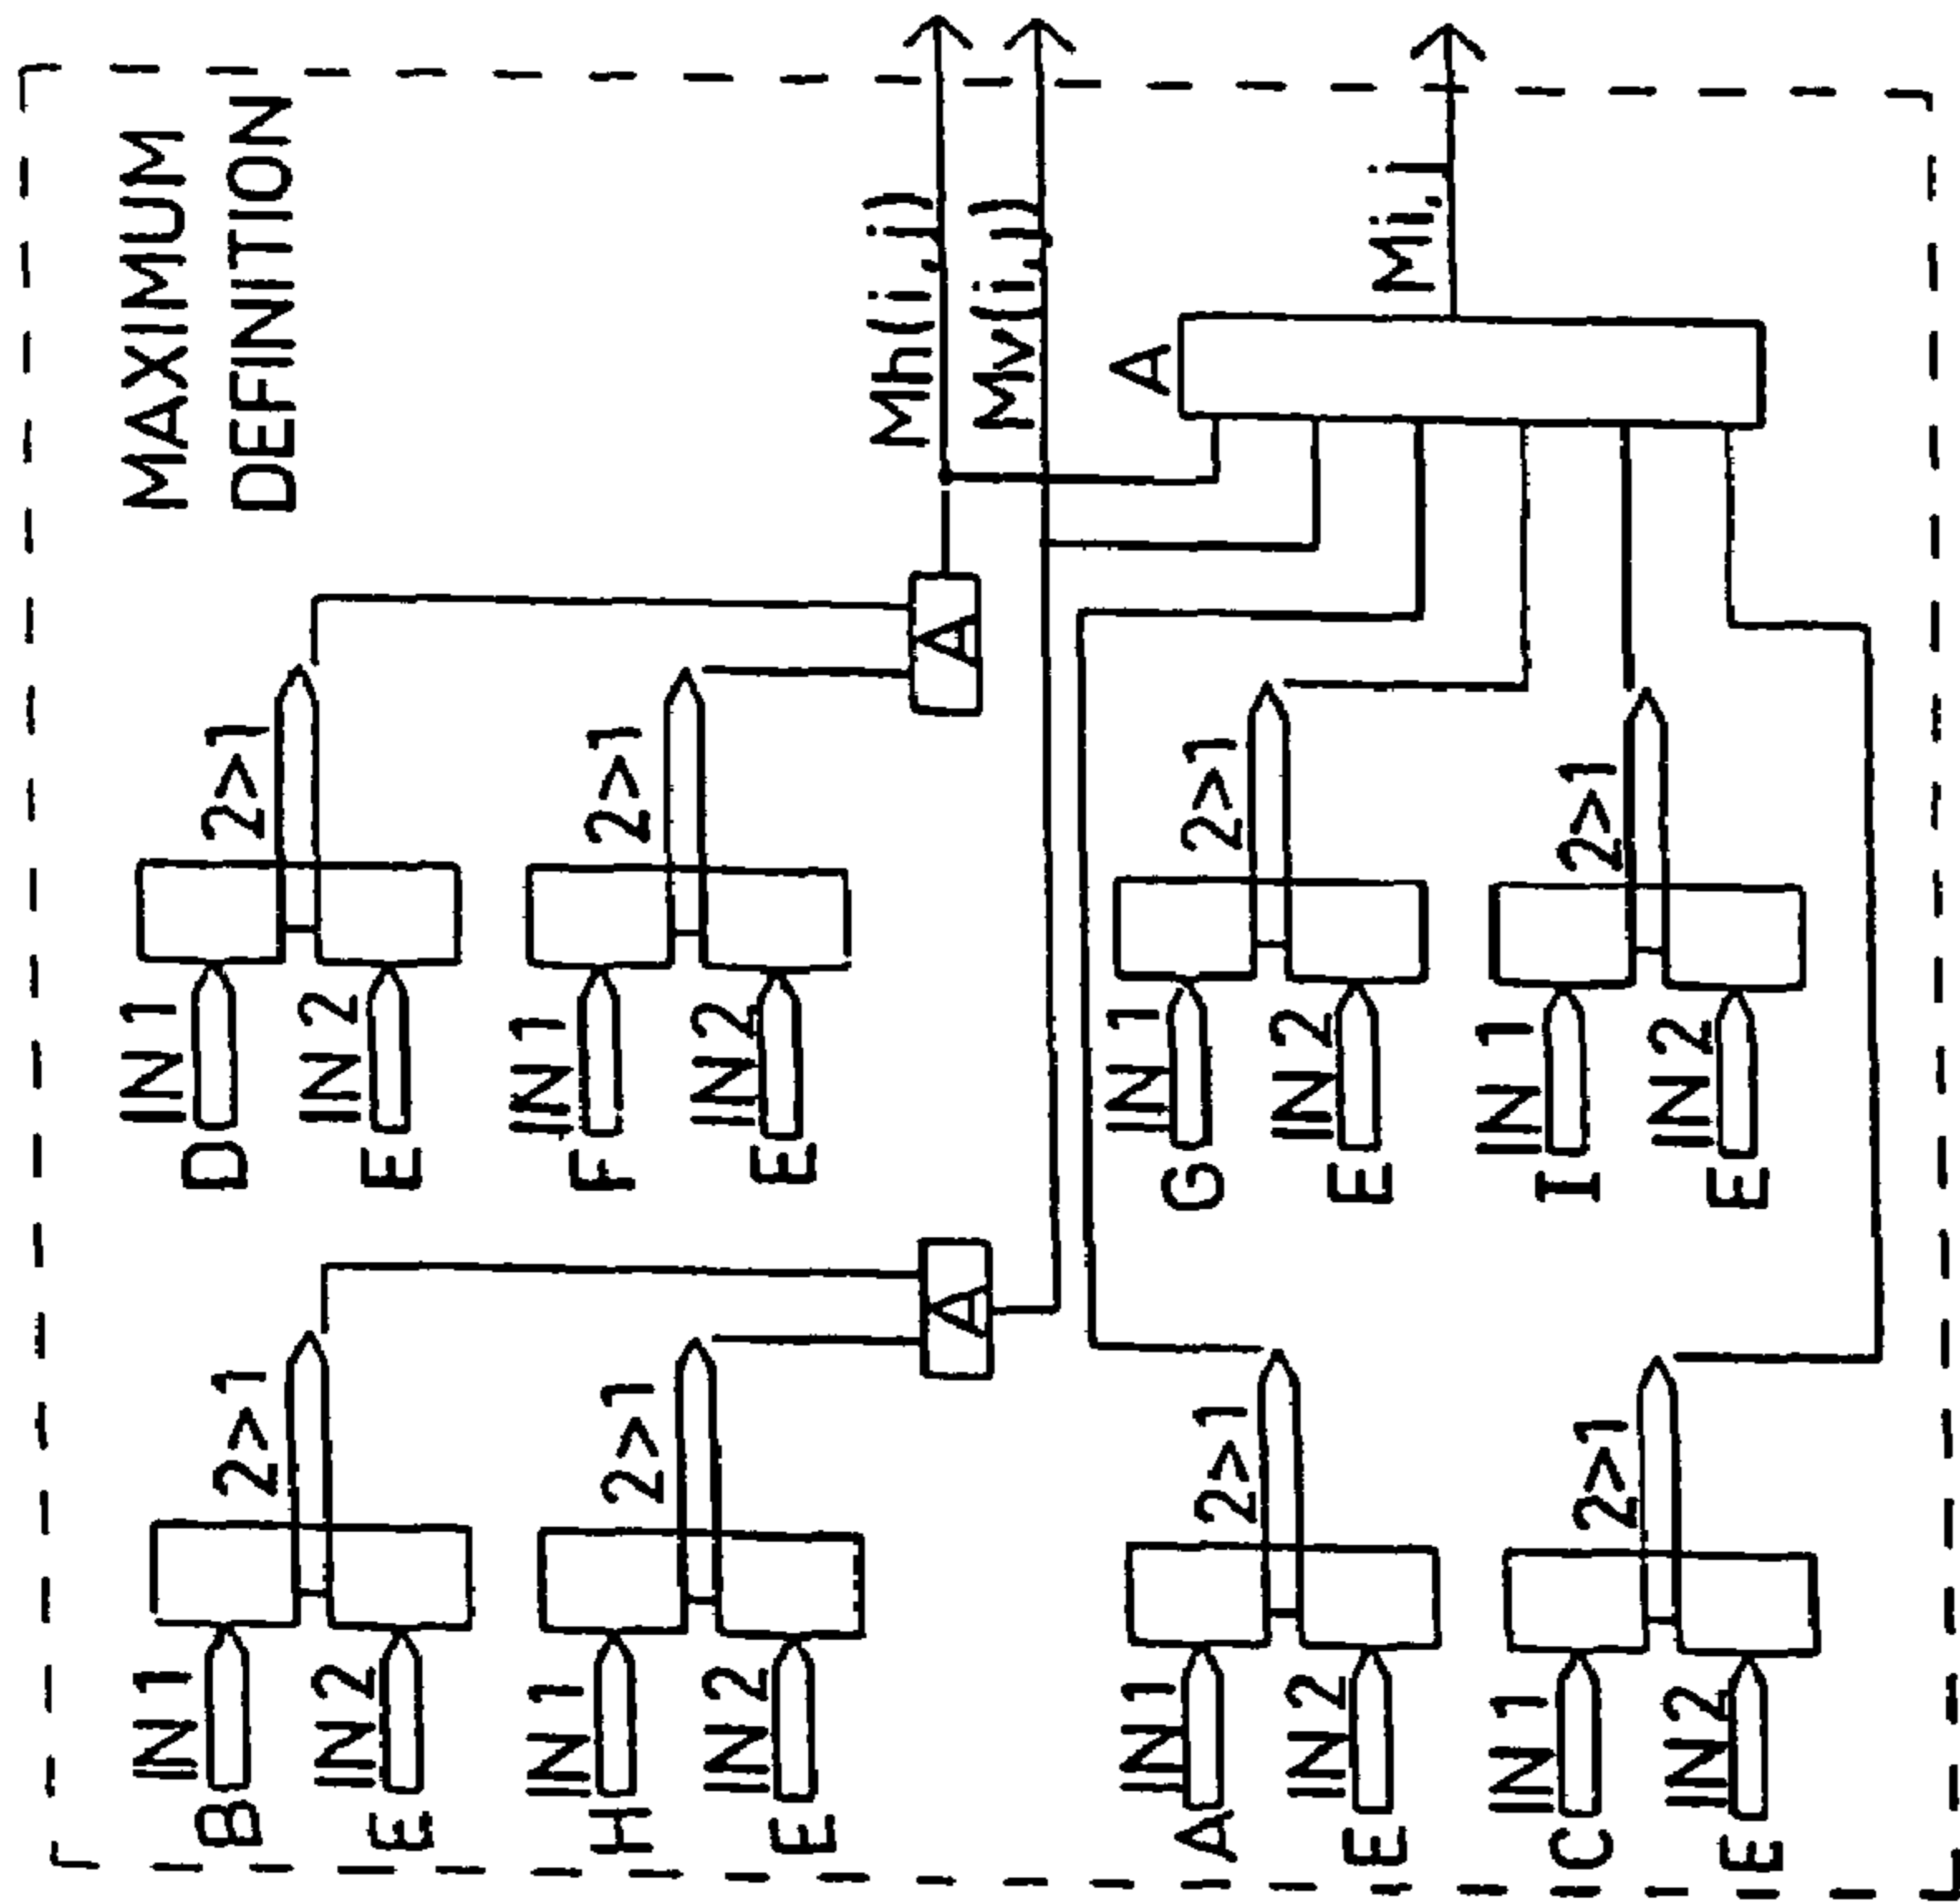 MAXIMUM
DEFINITION
Mh(i,j)
Mv(i,j)
Mi,j
A
D
IN1
IN2
E
2>1
F
IN1
IN2
E
2>1
A
G
IN1
IN2
E
2>1
I
IN1
IN2
E
2>1
B
IN1
IN2
E
2>1
H
IN1
IN2
E
2>1
A
A
IN1
IN2
E
2>1
C
IN1
IN2
E
2>1